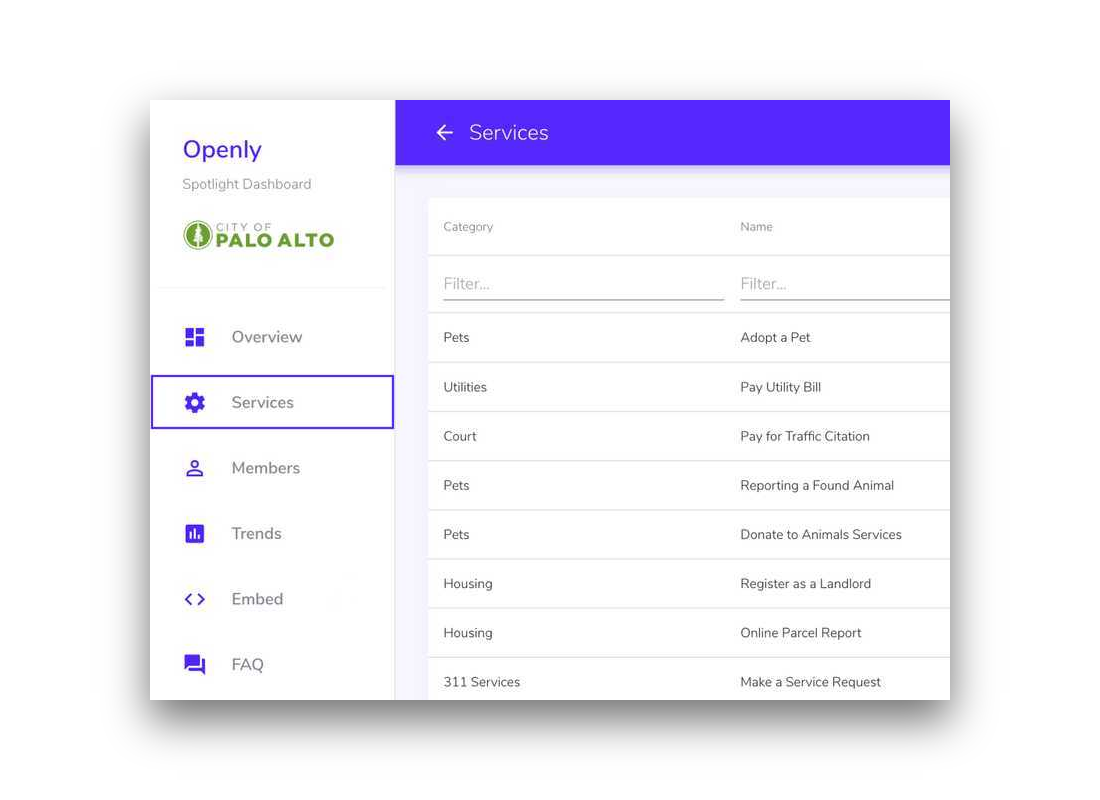 Openly
Spotlight Dashboard
CITY OF
PALO ALTO
Overview
Services
Members
Trends
Embed
FAQ
Services
Category Name
Filter... Filter...
Pets Adopt a Pet
Utilities Pay Utility Bill
Court Pay for Traffic Citation
Pets Reporting a Found Animal
Pets Donate to Animals Services
Housing Register as a Landlord
Housing Online Parcel Report
311 Services Make a Service Request